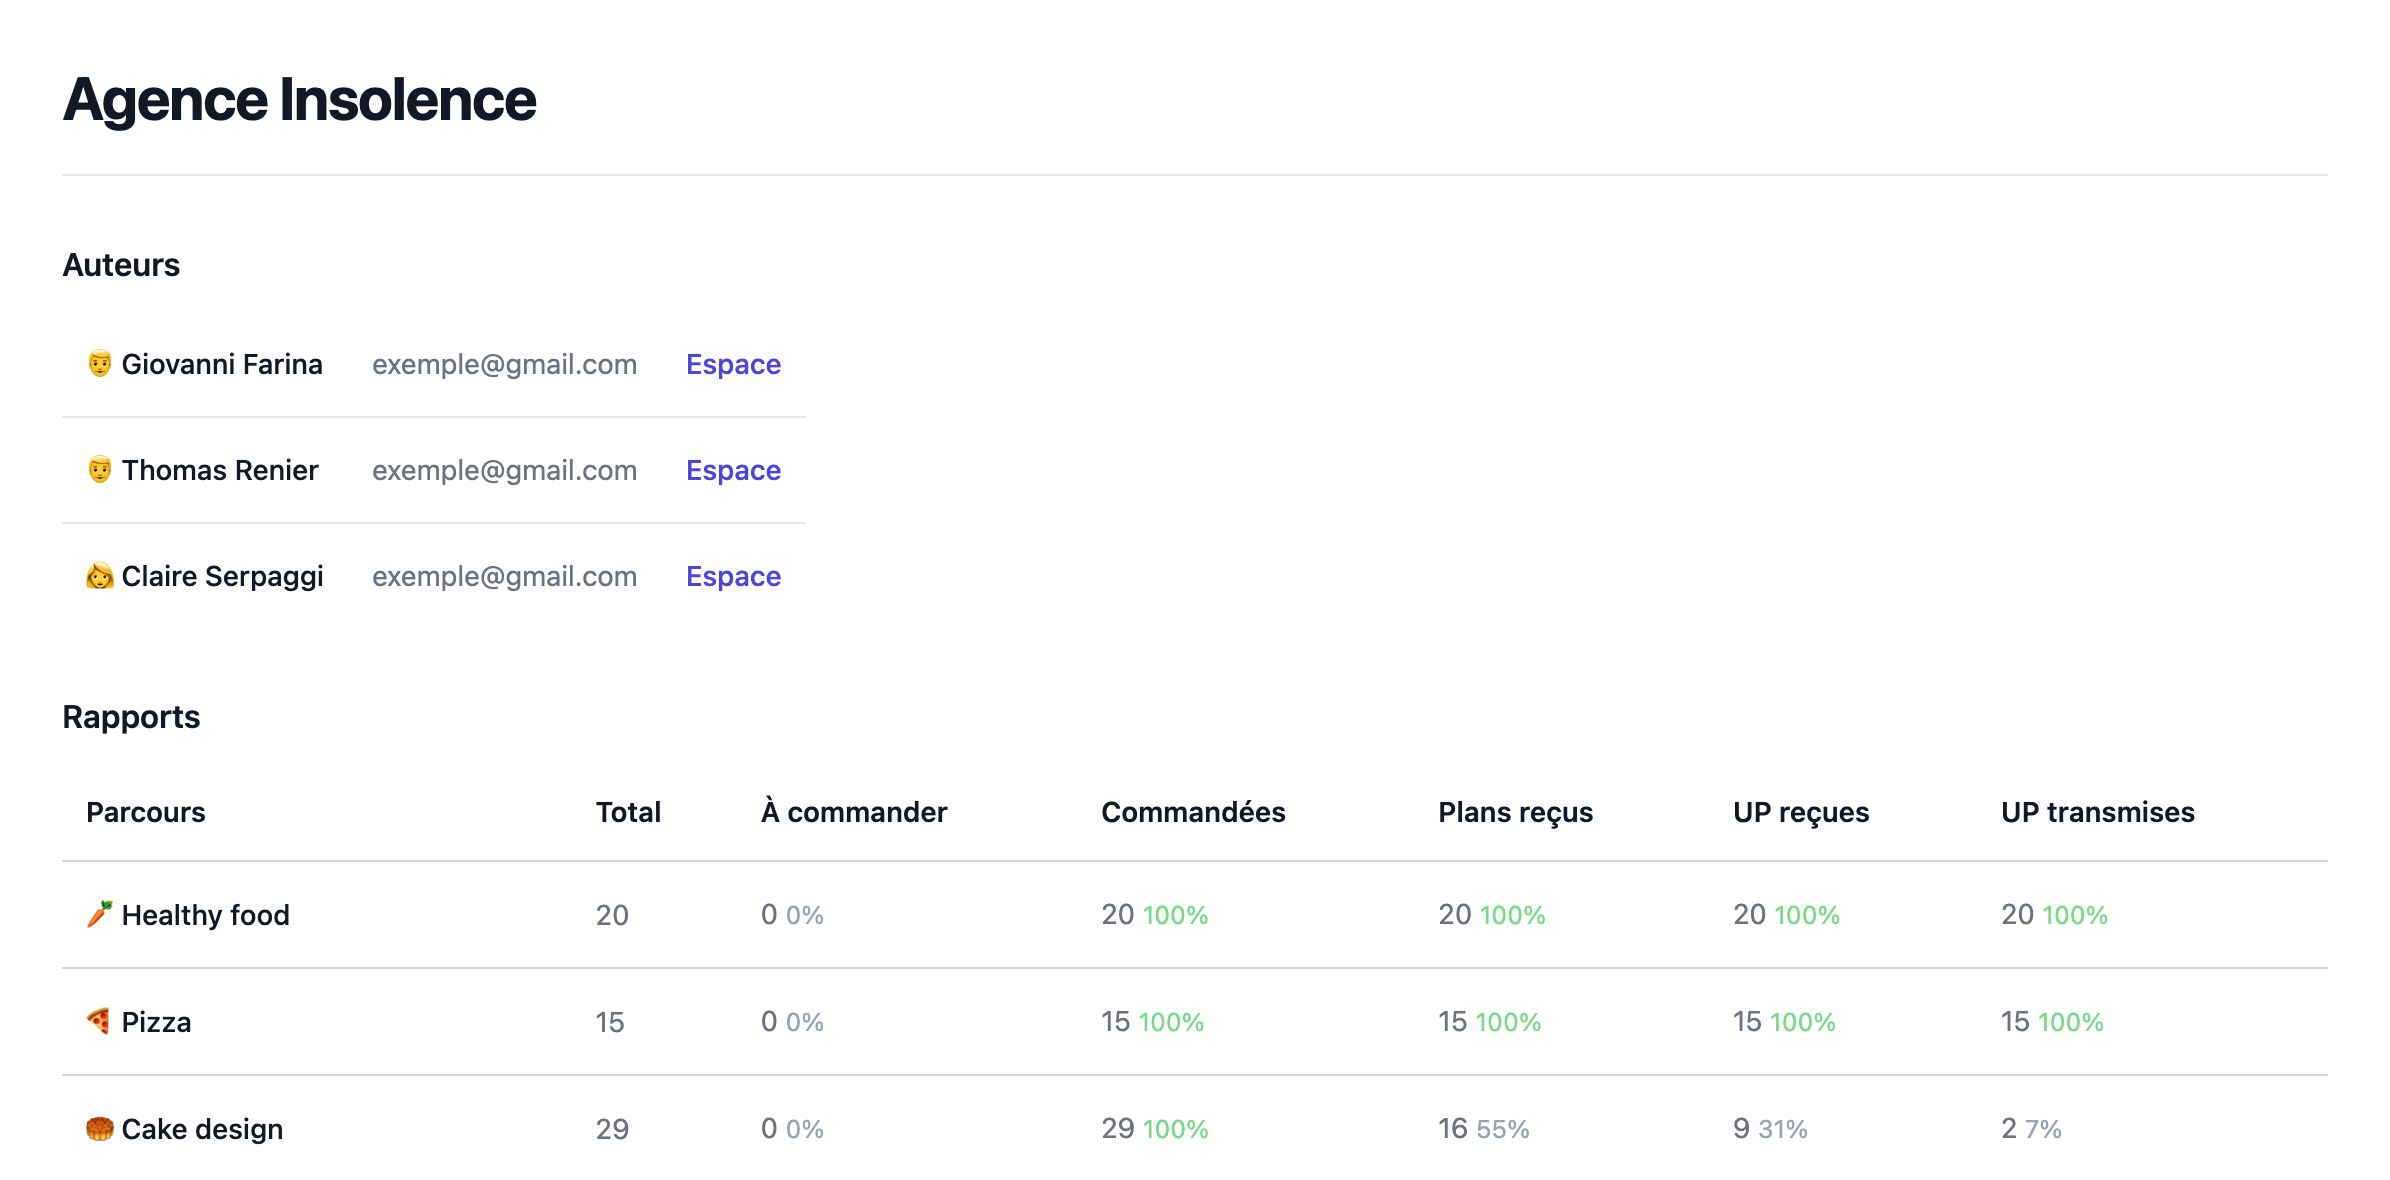 Agence Insolence
Auteurs
👨 Giovanni Farina exemple@gmail.com Espace
👨 Thomas Renier exemple@gmail.com Espace
👩 Claire Serpaggi exemple@gmail.com Espace
Rapports
Parcours Total À commander Commandées Plans reçus UP reçues UP transmises
🥕 Healthy food 20 0 0% 20 100% 20 100% 20 100% 20 100%
🍕 Pizza 15 0 0% 15 100% 15 100% 15 100% 15 100%
🥮 Cake design 29 0 0% 29 100% 16 55% 9 31% 2 7%